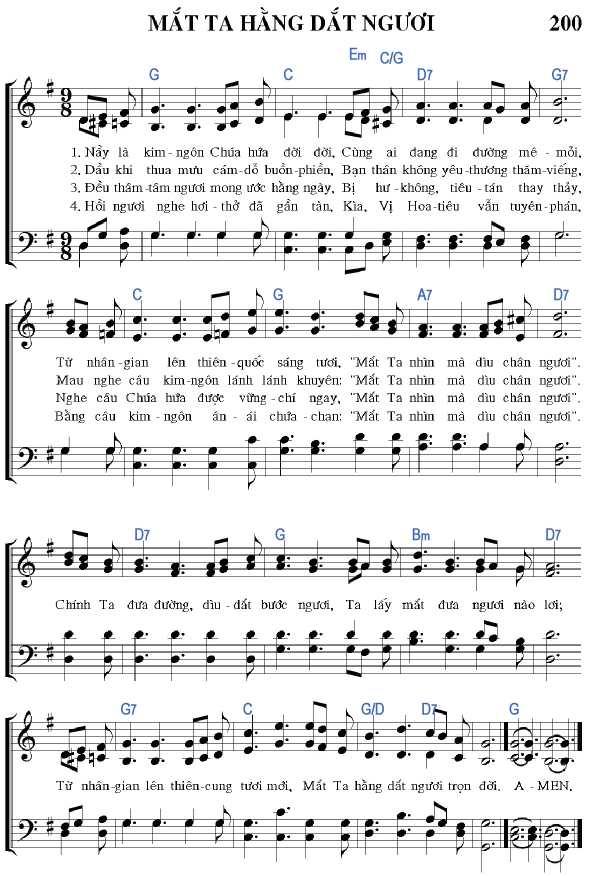 MẮT TA HẰNG DẮT NGƯƠI 200
Em C/G
G C D7 G7
9 8
1. Nầy là kim-ngôn Chúa hứa đời đời, Cùng ai đang đi đường mê-mỏi,
2. Dầu khi thua mưu cám-dỗ buồn-phiền, Bạn thân không yêu-thương thăm-viếng,
3. Đều thâm-tâm ngươi mong ước hằng ngày, Bị hư-không, tiêu-tán thay thảy,
4. Hồi ngươi nghe hơi-thở đã gần tàn, Kìa, Vị Hoa-tiêu vẫn tuyên-phán,
9 8
C G A7 D7
Từ nhân-gian lên thiên-quốc sáng tươi, "Mắt Ta nhìn mà dìu chân ngươi".
Mau nghe câu kim-ngôn lánh lánh khuyên: "Mắt Ta nhìn mà dìu chân ngươi".
Nghe câu Chúa hứa được vững-chí ngay, "Mắt Ta nhìn mà dìu chân ngươi".
Bằng câu kim-ngôn ân-ái chứa-chan: "Mắt Ta nhìn mà dìu chân ngươi".
D7 G Bm D7
Chính Ta đưa đường, dìu-dắt bước ngươi, Ta lấy mắt đưa ngươi nào lơi;
G7 C G/D D7 G
Từ nhân-gian lên thiên-cung tươi mới, Mắt Ta hằng dắt ngươi trọn đời. A-MEN.